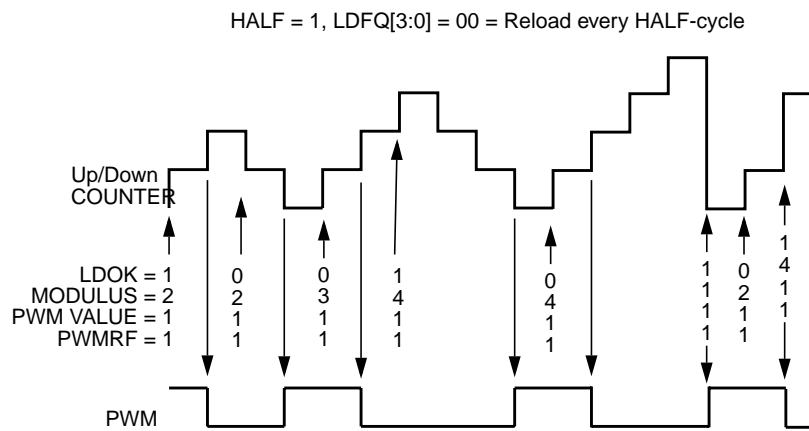 HALF = 1, LDFQ[3:0] = 00 = Reload every HALF-cycle
Up/Down
COUNTER
LDOK = 1 0 0 1 0 1 0 1
MODULUS = 2 2 3 4 4 1 2 4
PWM VALUE = 1 1 1 1 1 1 1 1
PWMRF = 1 1 1 1 1 1 1 1
PWM